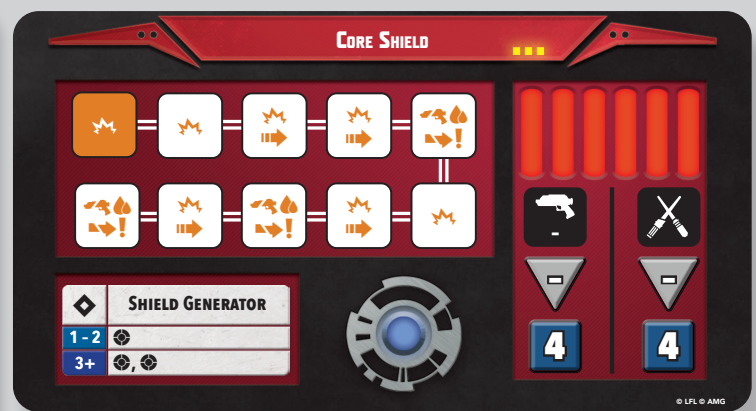 CORE SHIELD
SHIELD GENERATOR
1 - 2
3+
,
-
-
-
4
4
© LFL © AMG